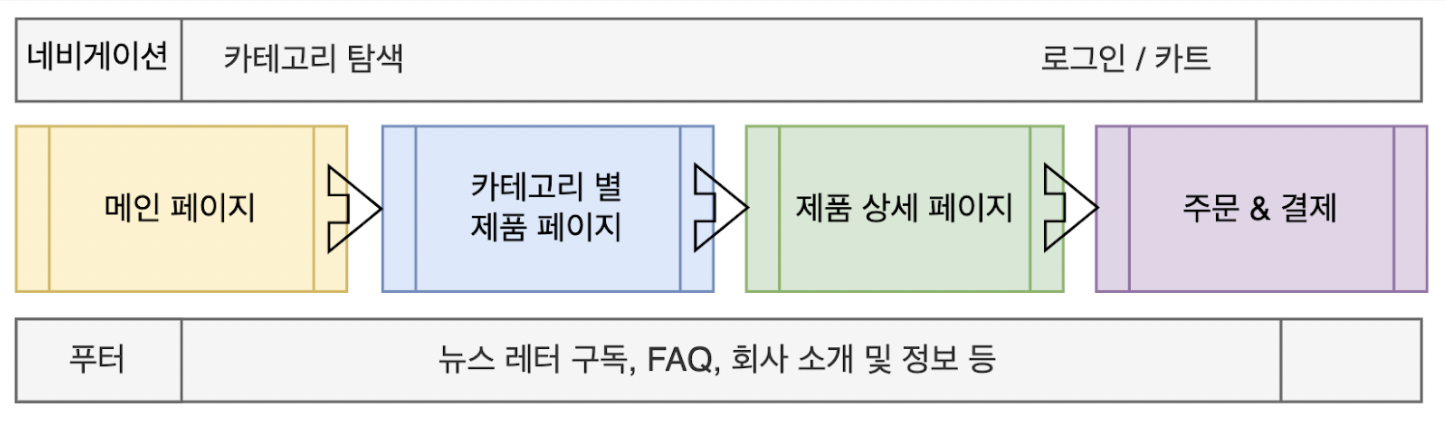 네비게이션
카테고리 탐색
로그인 / 카트
메인 페이지
카테고리 별
제품 페이지
제품 상세 페이지
주문 & 결제
푸터
뉴스 레터 구독, FAQ, 회사 소개 및 정보 등